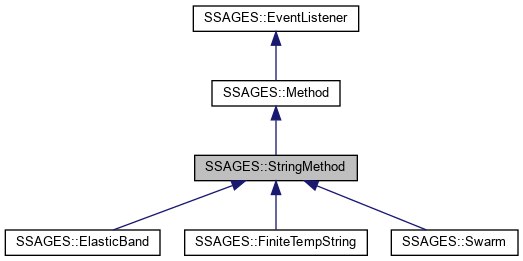 SSAGES::EventListener
SSAGES::Method
SSAGES::StringMethod
SSAGES::ElasticBand
SSAGES::FiniteTempString
SSAGES::Swarm